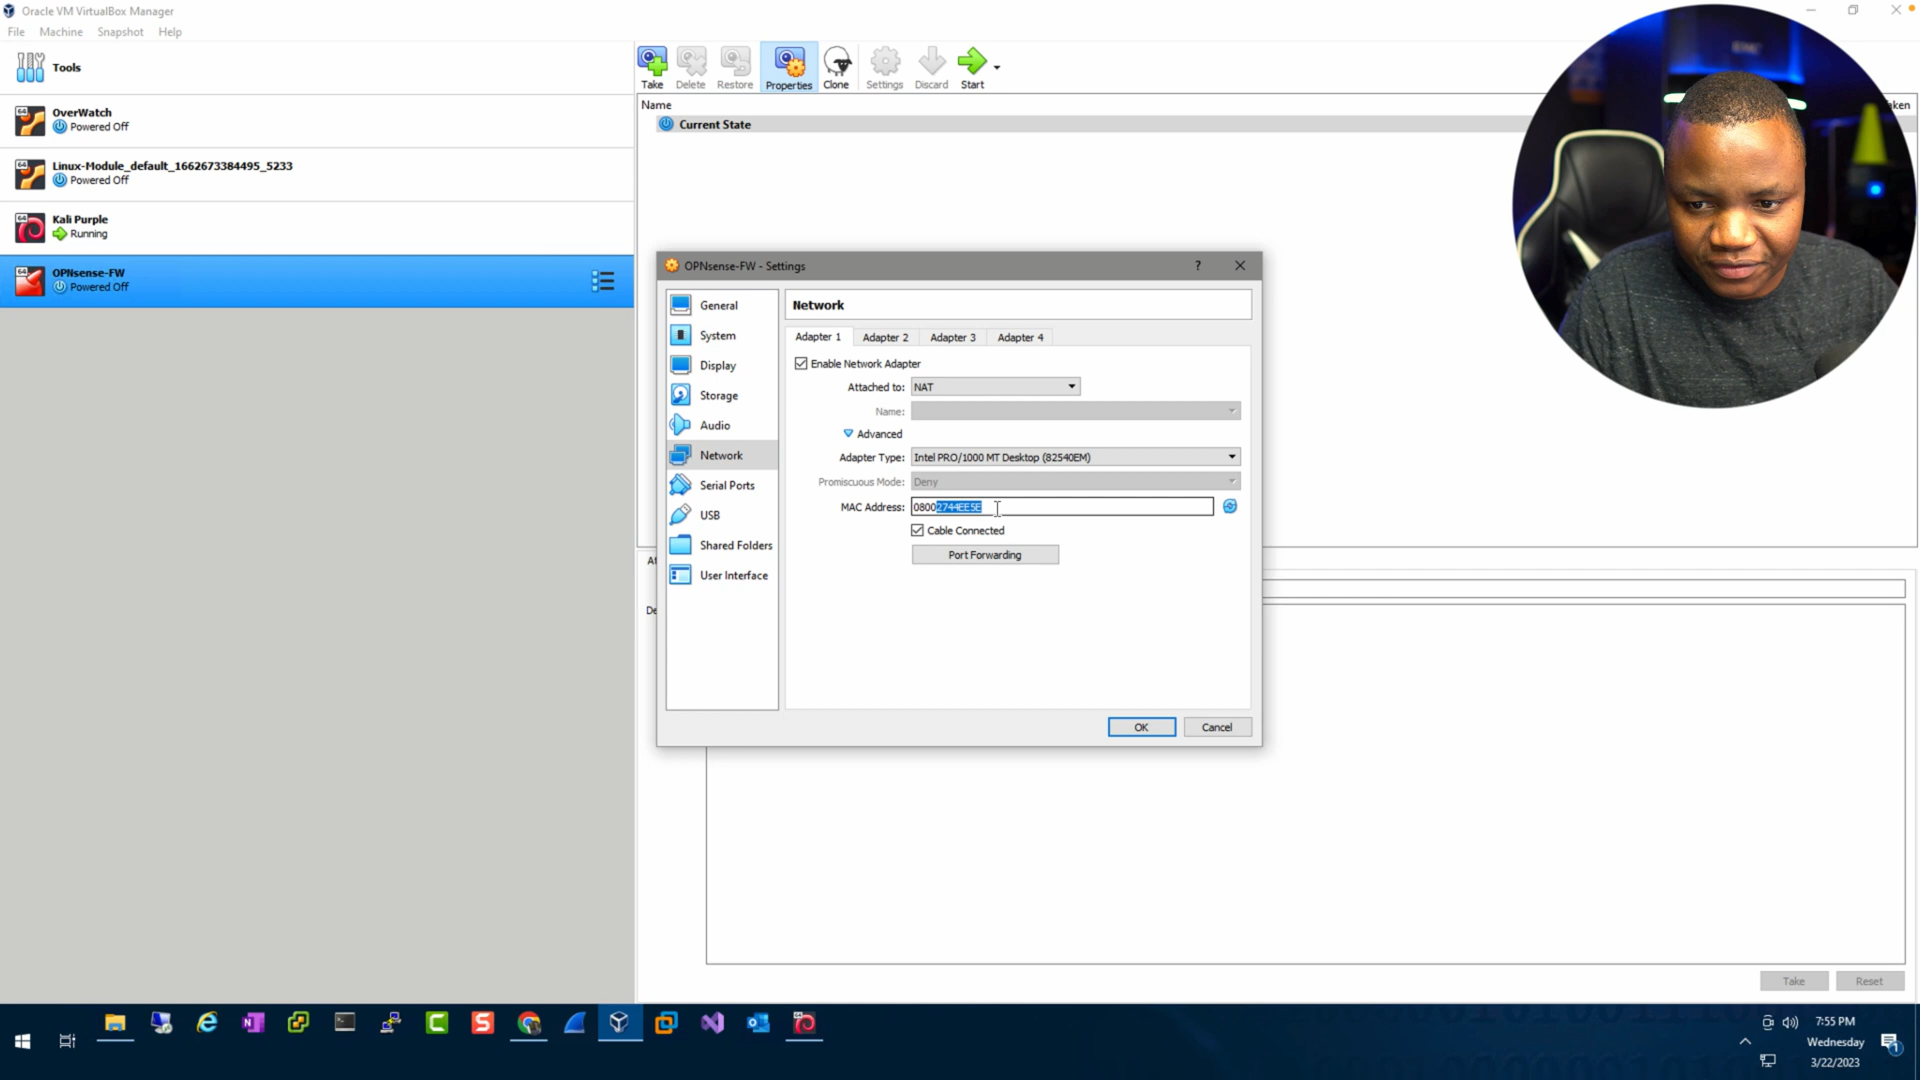 Oracle VM VirtualBox Manager
File Machine Snapshot Help
Tools
OverWatch
Powered Off
Linux-Module_default_1662673384495_5233
Powered Off
Kali Purple
Running
OPNsense-FW
Powered Off
Take Delete Restore Properties Clone Settings Discard Start
Name
Current State
OPNsense-FW - Settings
General
System
Display
Storage
Audio
Network
Serial Ports
USB
Shared Folders
User Interface
Network
Adapter 1 Adapter 2 Adapter 3 Adapter 4
Enable Network Adapter
Attached to: NAT
Name:
Advanced
Adapter Type: Intel PRO/1000 MT Desktop (82540EM)
Promiscuous Mode: Deny
MAC Address: 08002744EE5E
Cable Connected
Port Forwarding
OK Cancel
Take Reset
7:55 PM
Wednesday
3/22/2023